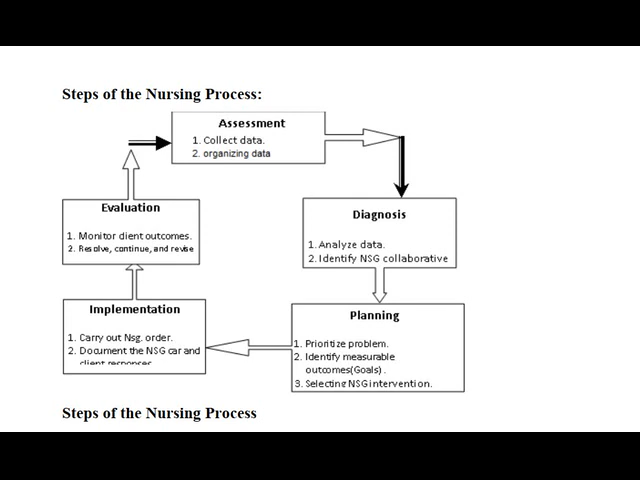 Steps of the Nursing Process:
Assessment
1. Collect data.
2. organizing data
Evaluation
1. Monitor client outcomes.
2. Resolve, continue, and revise
Diagnosis
1. Analyze data.
2. Identify NSG collaborative
Implementation
1. Carry out Nsg. order.
2. Document the NSG car and
client responses
Planning
1. Prioritize problem.
2. Identify measurable
outcomes(Goals) .
3. Selecting NSG intervention.
Steps of the Nursing Process